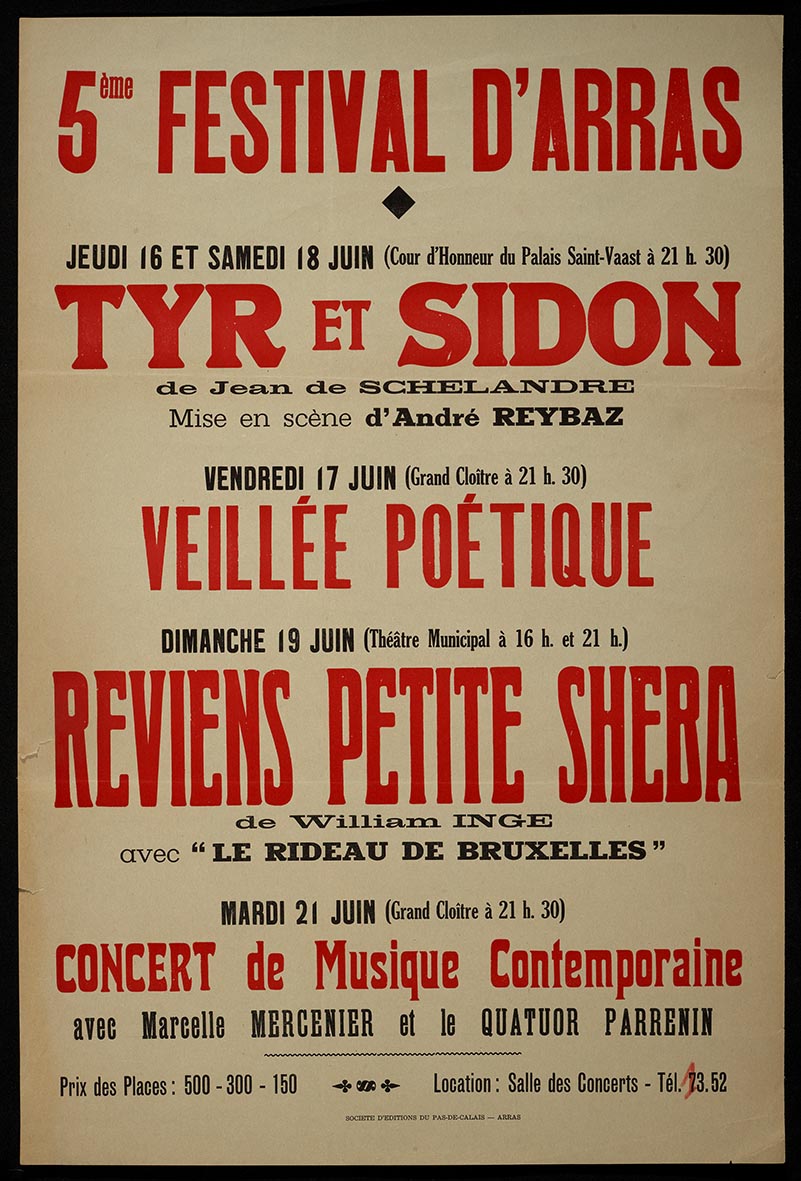 5ème FESTIVAL D'ARRAS
JEUDI 16 ET SAMEDI 18 JUIN (Cour d'Honneur du Palais Saint-Vaast à 21 h. 30)
TYR ET SIDON
de Jean de SCHELANDRE
Mise en scène d'André REYBAZ
VENDREDI 17 JUIN (Grand Cloître à 21 h. 30)
VEILLÉE POÉTIQUE
DIMANCHE 19 JUIN (Théâtre Municipal à 16 h. et 21 h.)
REVIENS PETITE SHEBA
de William INGE
avec “ LE RIDEAU DE BRUXELLES ”
MARDI 21 JUIN (Grand Cloître à 21 h. 30)
CONCERT de Musique Contemporaine
avec Marcelle MERCENIER et le QUATUOR PARRENIN
Prix des Places : 500 - 300 - 150 Location : Salle des Concerts - Tél. 13.52
SOCIETE D'EDITIONS DU PAS-DE-CALAIS — ARRAS